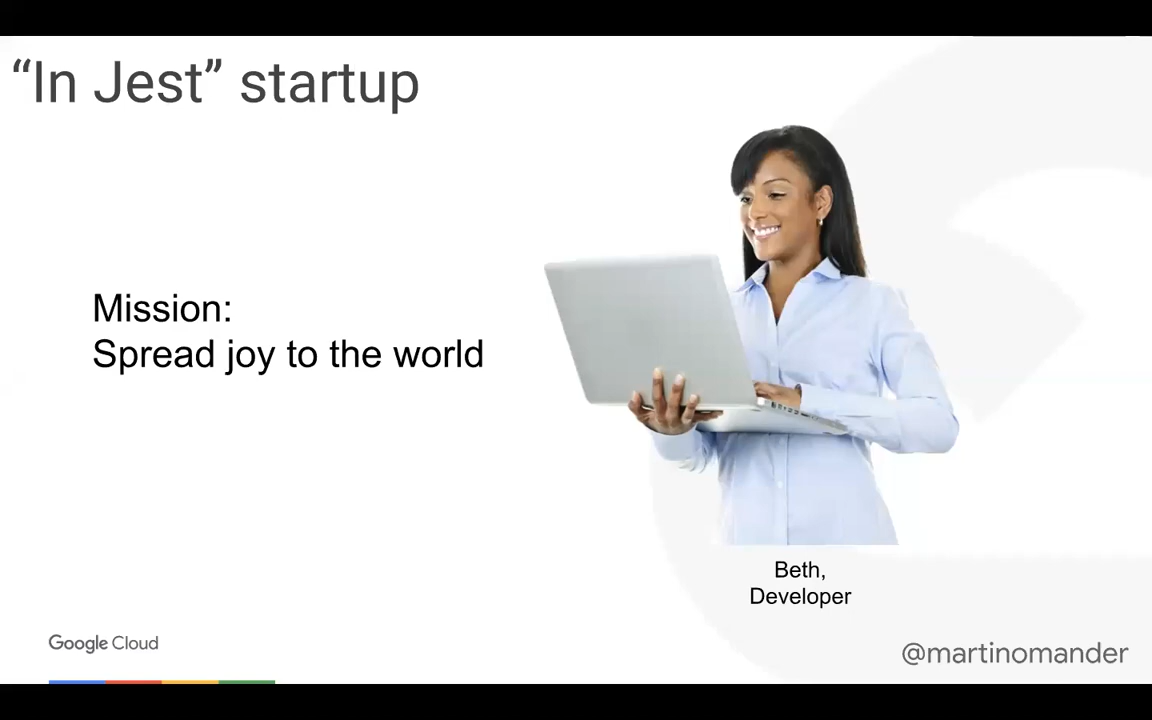 “In Jest” startup
Mission:
Spread joy to the world
Beth,
Developer
Google Cloud
@martinomander